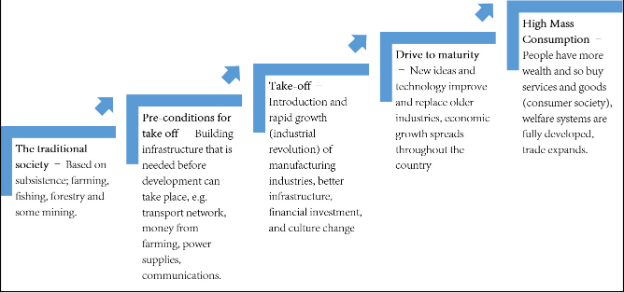 The traditional
society – Based on
subsistence; farming,
fishing, forestry and
some mining.
Pre-conditions for
take off – Building
infrastructure that is
needed before
development can
take place, e.g.
transport network,
money from
farming, power
supplies,
communications.
Take-off –
Introduction and
rapid growth
(industrial
revolution) of
manufacturing
industries, better
infrastructure,
financial investment,
and culture change
Drive to maturity
– New ideas and
technology improve
and replace older
industries, economic
growth spreads
throughout the
country
High Mass
Consumption –
People have more
wealth and so buy
services and goods
(consumer society),
welfare systems are
fully developed,
trade expands.